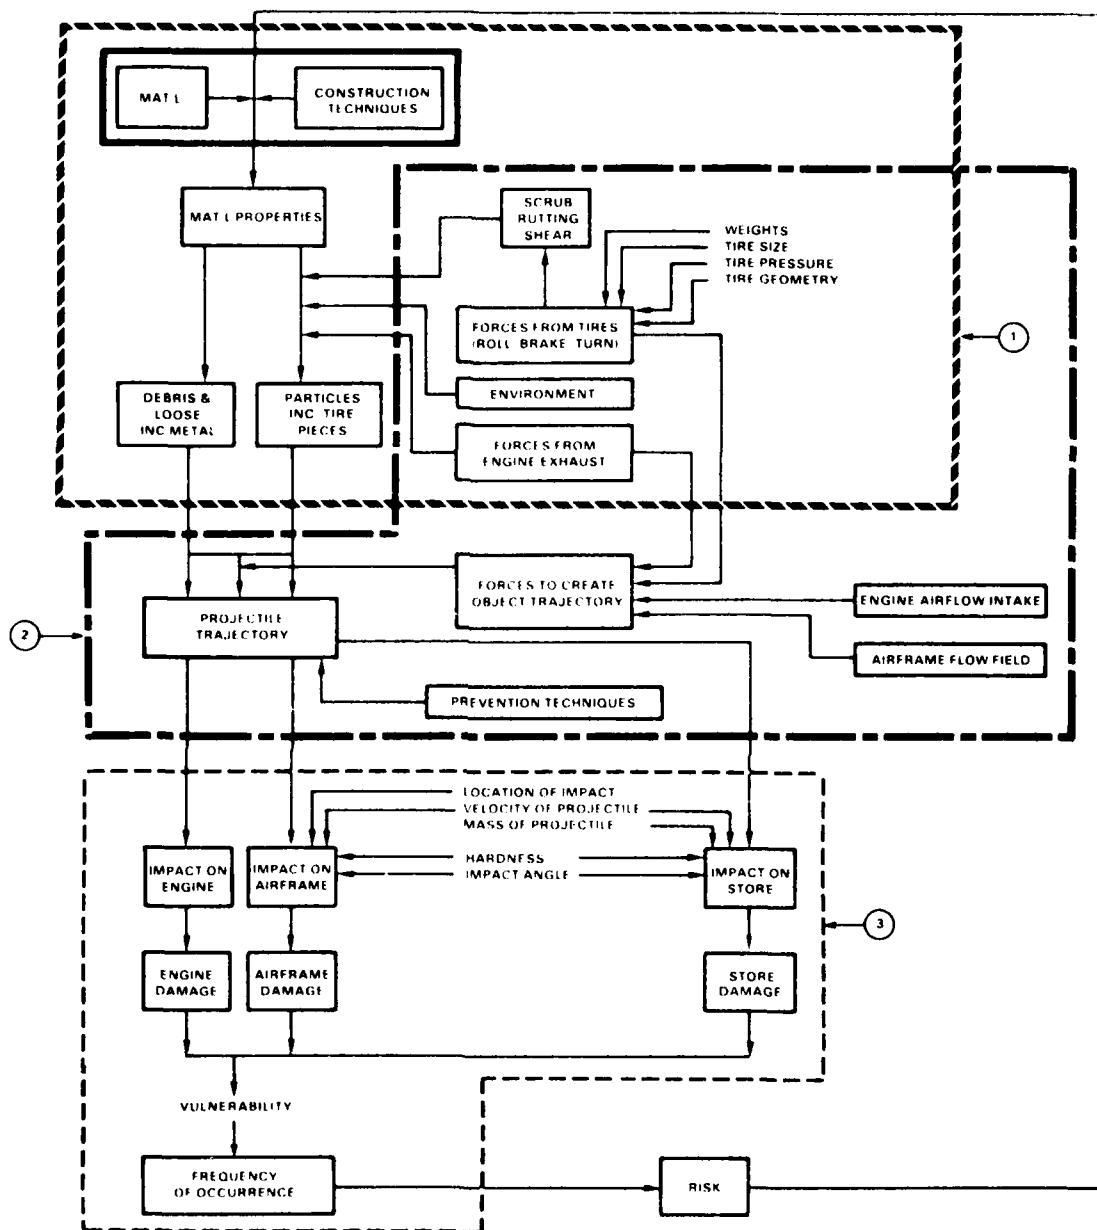 MAT L
CONSTRUCTION
TECHNIQUES
MAT L PROPERTIES
SCRUB
RUTTING
SHEAR
WEIGHTS
TIRE SIZE
TIRE PRESSURE
TIRE GEOMETRY
FORCES FROM TIRES
(ROLL BRAKE TURN)
1
DEBRIS &
LOOSE
INC METAL
PARTICLES
INC TIRE
PIECES
ENVIRONMENT
FORCES FROM
ENGINE EXHAUST
FORCES TO CREATE
OBJECT TRAJECTORY
ENGINE AIRFLOW INTAKE
PROJECTILE
TRAJECTORY
2
AIRFRAME FLOW FIELD
PREVENTION TECHNIQUES
LOCATION OF IMPACT
VELOCITY OF PROJECTILE
MASS OF PROJECTILE
HARDNESS
IMPACT ANGLE
IMPACT ON
ENGINE
IMPACT ON
AIRFRAME
IMPACT ON
STORE
3
ENGINE
DAMAGE
AIRFRAME
DAMAGE
STORE
DAMAGE
VULNERABILITY
FREQUENCY
OF OCCURRENCE
RISK